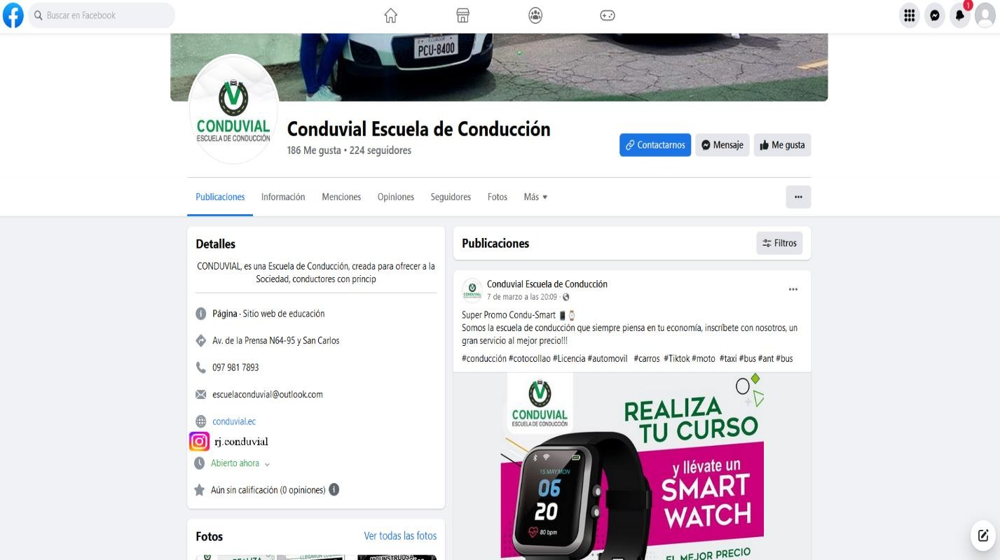 Buscar en Facebook
1
ECUADOR
PCU-8400
CONDUVIAL
ESCUELA DE CONDUCCIÓN
Conduvial Escuela de Conducción
186 Me gusta • 224 seguidores
Contactarnos
Mensaje
Me gusta
Publicaciones
Información
Menciones
Opiniones
Seguidores
Fotos
Más
Detalles
CONDUVIAL, es una Escuela de Conducción, creada para ofrecer a la
Sociedad, conductores con princip
Página · Sitio web de educación
Av. de la Prensa N64-95 y San Carlos
097 981 7893
escuelaconduvial@outlook.com
conduvial.ec
rj.conduvial
Abierto ahora
Aún sin calificación (0 opiniones)
Fotos
Ver todas las fotos
REALIZA
Publicaciones
Filtros
Conduvial Escuela de Conducción
7 de marzo a las 20:09 ·
Super Promo Condu-Smart
Somos la escuela de conducción que siempre piensa en tu economía, inscríbete con nosotros, un
gran servicio al mejor precio!!!
#conducción #cotocollao #Licencia #automovil #carros #Tiktok #moto #taxi #bus #ant #bus
CONDUVIAL
ESCUELA DE CONDUCCIÓN
REALIZA
TU CURSO
y llévate un
SMART
WATCH
15.MAY.MON
06
20
80 bpm
EL MEJOR PRECIO